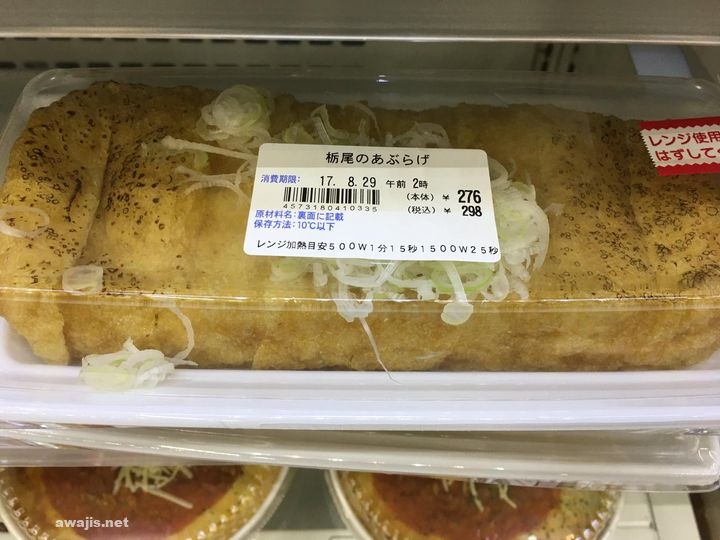 栃尾のあぶらげ
消費期限: 17. 8.29 午前 2時
4573180410335
(本体) ¥ 276
(税込) ¥ 298
原材料名:裏面に記載
保存方法:10℃以下
レンジ加熱目安500W1分15秒1500W25秒
レンジ使用
はずして
awajis.net